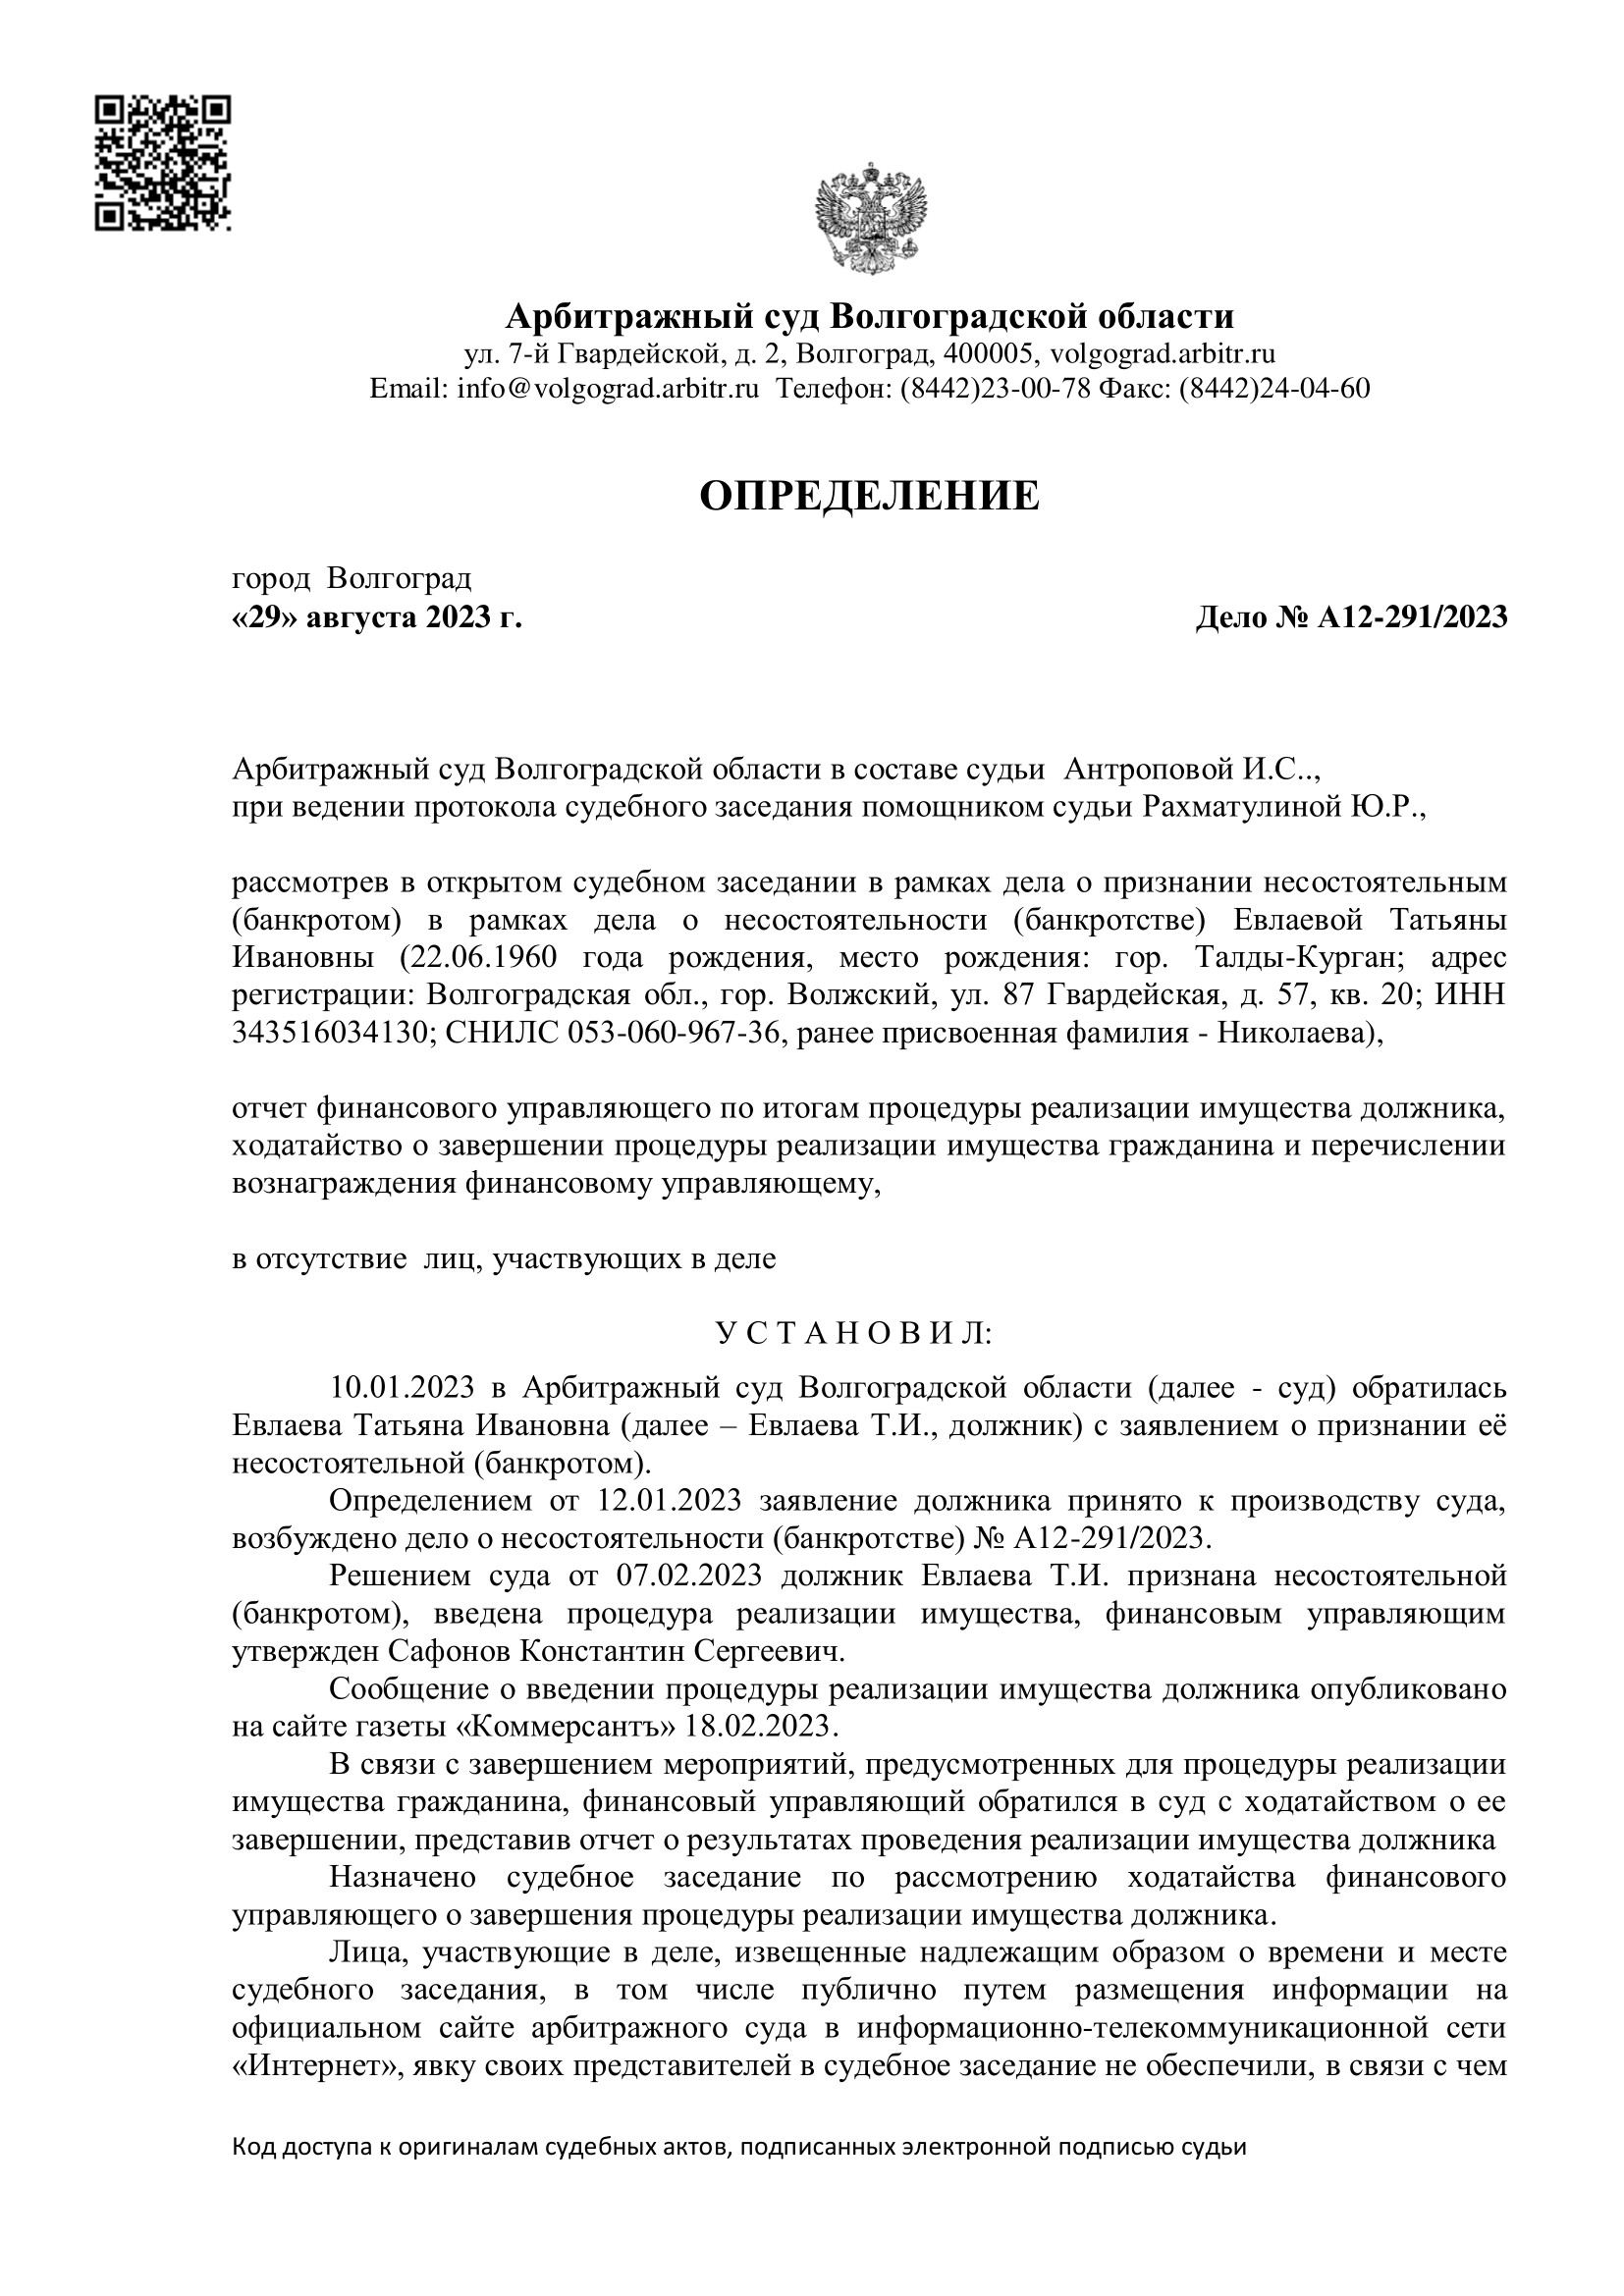 Арбитражный суд Волгоградской области
ул. 7-й Гвардейской, д. 2, Волгоград, 400005, volgograd.arbitr.ru
Email: info@volgograd.arbitr.ru Телефон: (8442)23-00-78 Факс: (8442)24-04-60
ОПРЕДЕЛЕНИЕ
город Волгоград
«29» августа 2023 г. Дело № А12-291/2023
Арбитражный суд Волгоградской области в составе судьи Антроповой И.С..,
при ведении протокола судебного заседания помощником судьи Рахматулиной Ю.Р.,
рассмотрев в открытом судебном заседании в рамках дела о признании несостоятельным
(банкротом) в рамках дела о несостоятельности (банкротстве) Евлаевой Татьяны
Ивановны (22.06.1960 года рождения, место рождения: гор. Талды-Курган; адрес
регистрации: Волгоградская обл., гор. Волжский, ул. 87 Гвардейская, д. 57, кв. 20; ИНН
343516034130; СНИЛС 053-060-967-36, ранее присвоенная фамилия - Николаева),
отчет финансового управляющего по итогам процедуры реализации имущества должника,
ходатайство о завершении процедуры реализации имущества гражданина и перечислении
вознаграждения финансовому управляющему,
в отсутствие лиц, участвующих в деле
У С Т А Н О В И Л:
10.01.2023 в Арбитражный суд Волгоградской области (далее - суд) обратилась
Евлаева Татьяна Ивановна (далее – Евлаева Т.И., должник) с заявлением о признании её
несостоятельной (банкротом).
Определением от 12.01.2023 заявление должника принято к производству суда,
возбуждено дело о несостоятельности (банкротстве) № А12-291/2023.
Решением суда от 07.02.2023 должник Евлаева Т.И. признана несостоятельной
(банкротом), введена процедура реализации имущества, финансовым управляющим
утвержден Сафонов Константин Сергеевич.
Сообщение о введении процедуры реализации имущества должника опубликовано
на сайте газеты «Коммерсантъ» 18.02.2023.
В связи с завершением мероприятий, предусмотренных для процедуры реализации
имущества гражданина, финансовый управляющий обратился в суд с ходатайством о ее
завершении, представив отчет о результатах проведения реализации имущества должника
Назначено судебное заседание по рассмотрению ходатайства финансового
управляющего о завершения процедуры реализации имущества должника.
Лица, участвующие в деле, извещенные надлежащим образом о времени и месте
судебного заседания, в том числе публично путем размещения информации на
официальном сайте арбитражного суда в информационно-телекоммуникационной сети
«Интернет», явку своих представителей в судебное заседание не обеспечили, в связи с чем
Код доступа к оригиналам судебных актов, подписанных электронной подписью судьи